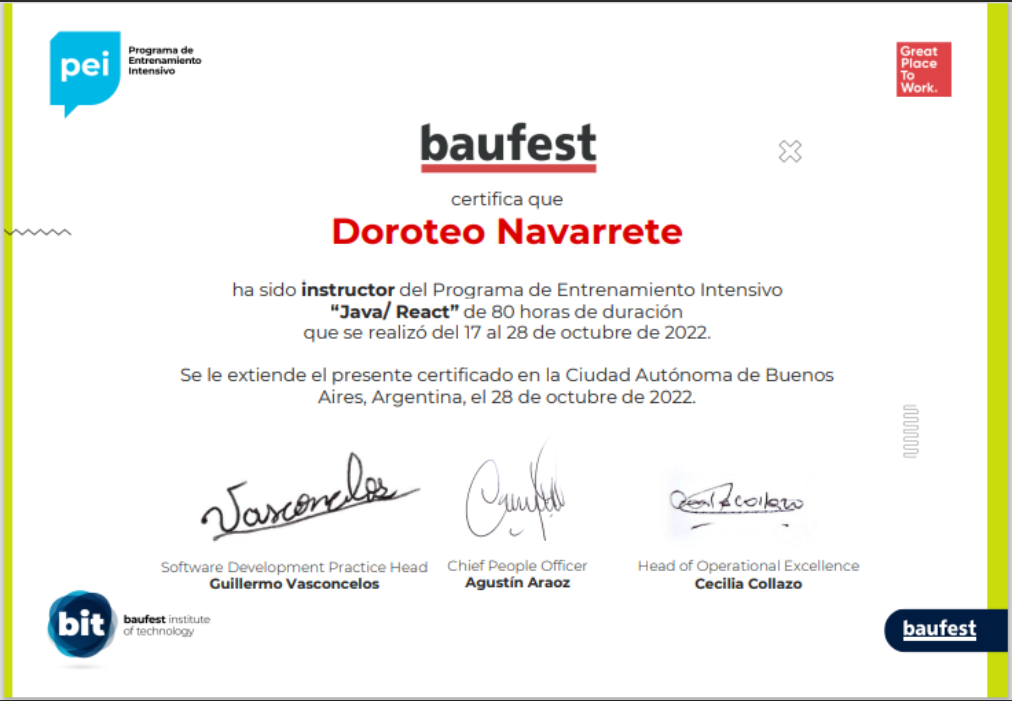 pei
Programa de
Entrenamiento
Intensivo
Great
Place
To
Work.
baufest
certifica que
Doroteo Navarrete
ha sido instructor del Programa de Entrenamiento Intensivo
“Java/ React” de 80 horas de duración
que se realizó del 17 al 28 de octubre de 2022.
Se le extiende el presente certificado en la Ciudad Autónoma de Buenos
Aires, Argentina, el 28 de octubre de 2022.
Vasconcelos
Software Development Practice Head
Guillermo Vasconcelos
Chief People Officer
Agustín Araoz
Head of Operational Excellence
Cecilia Collazo
bit
baufest institute
of technology
baufest